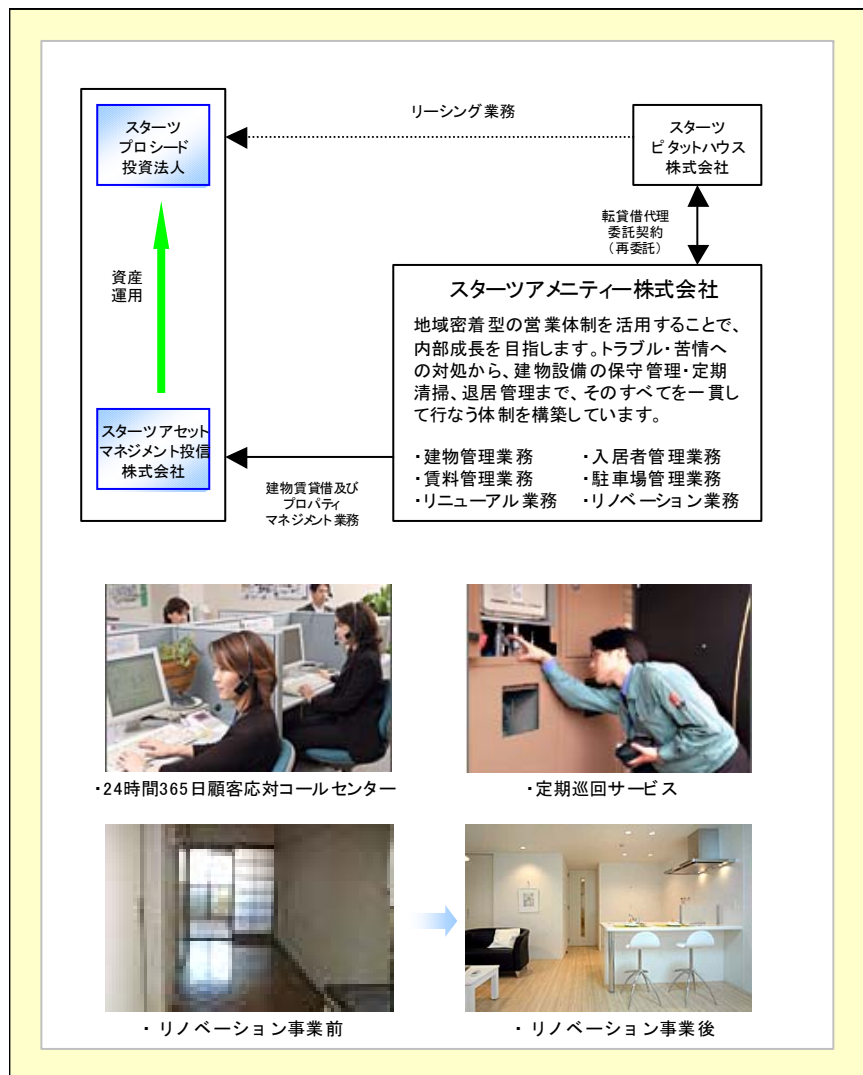 リーシング業務
スターツ
プロシード
投資法人
スターツ
ピタットハウス
株式会社
転貸借代理
委託契約
（再委託）
資産
運用
スターツアメニティー株式会社
地域密着型の営業体制を活用することで、
内部成長を目指します。トラブル・苦情へ
の対処から、建物設備の保守管理・定期
清掃、退居管理まで、そのすべてを一貫し
て行なう体制を構築しています。
・建物管理業務　・入居者管理業務
・賃料管理業務　・駐車場管理業務
・リニューアル業務　・リノベーション業務
スターツアセット
マネジメント投信
株式会社
建物賃貸借及び
プロパティ
マネジメント業務
・24時間365日顧客応対コールセンター
・定期巡回サービス
・リノベーション事業前
・リノベーション事業後